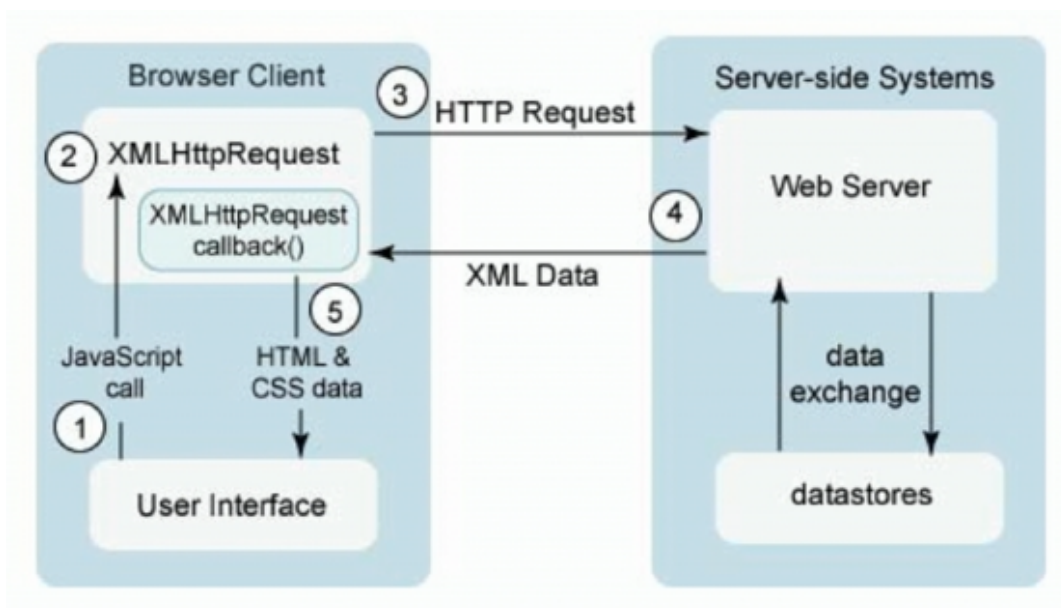 Browser Client
Server-side Systems
3
HTTP Request
2
XMLHttpRequest
Web Server
XMLHttpRequest
callback()
4
XML Data
5
JavaScript
call
HTML &
CSS data
data
exchange
1
User Interface
datastores